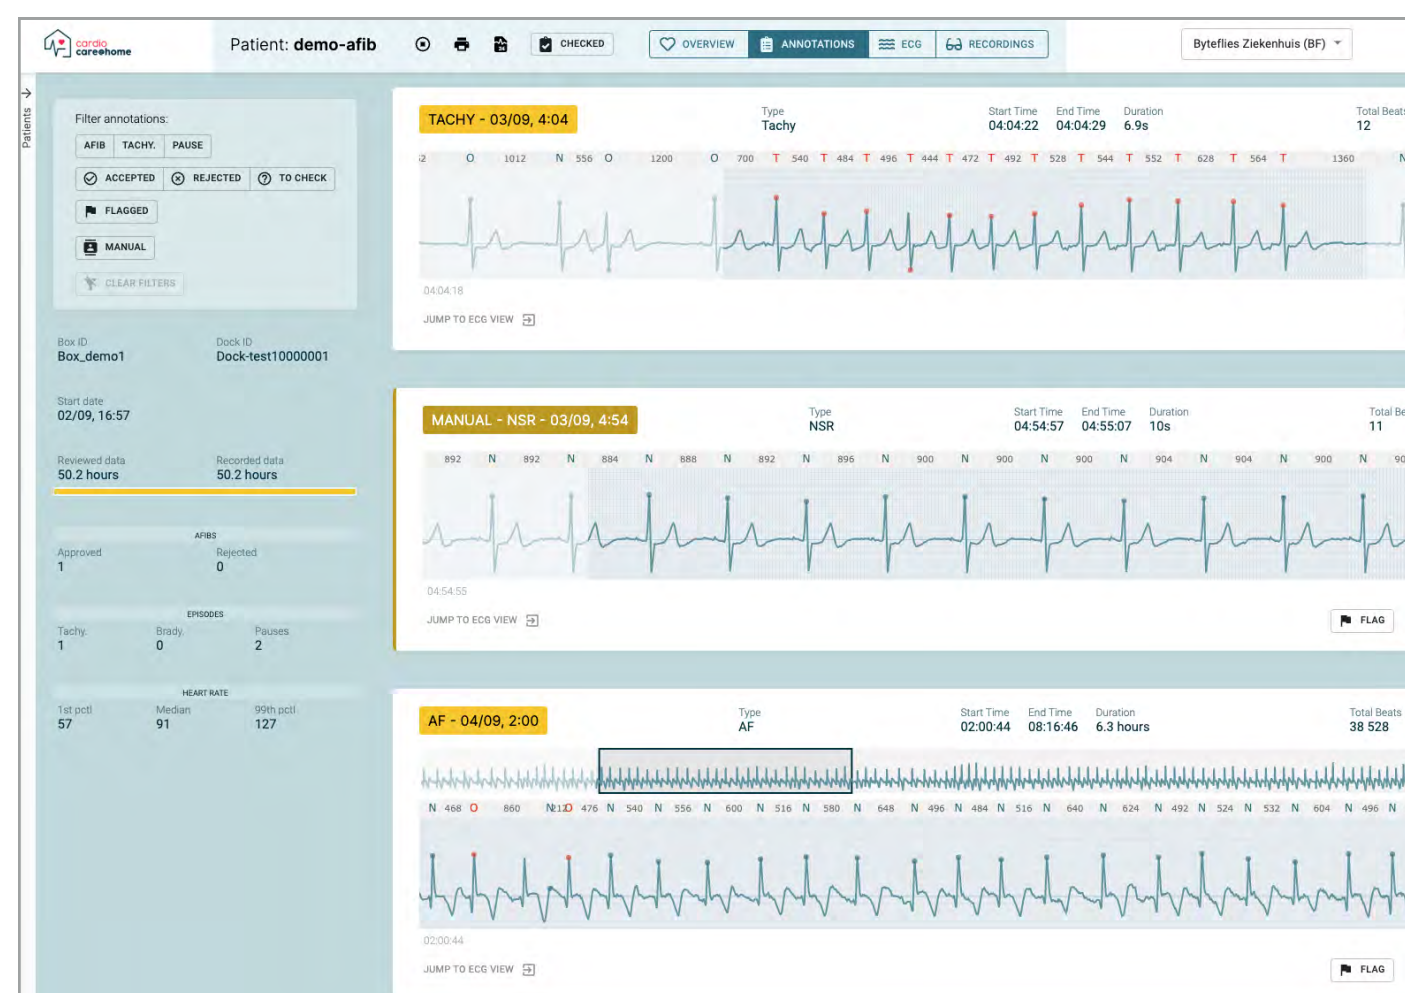 cardio
care@home
Patient: demo-afib
CHECKED
OVERVIEW
ANNOTATIONS
ECG
RECORDINGS
Byteflies Ziekenhuis (BF)
Patients
Filter annotations:
AFIB TACHY. PAUSE
ACCEPTED REJECTED TO CHECK
FLAGGED
MANUAL
CLEAR FILTERS
Box ID Dock ID
Box_demo1 Dock-test10000001
Start date
02/09, 16:57
Reviewed data Recorded data
50.2 hours 50.2 hours
AFIBS
Approved Rejected
1 0
EPISODES
Tachy. Brady. Pauses
1 0 2
HEART RATE
1st pctl Median 99th pctl
57 91 127
TACHY - 03/09, 4:04
Type Start Time End Time Duration Total Beats
Tachy 04:04:22 04:04:29 6.9s 12
O 1012 N 556 O 1200 O 700 T 540 T 484 T 496 T 444 T 472 T 492 T 528 T 544 T 552 T 628 T 564 T 1360 N
04:04:18
JUMP TO ECG VIEW
MANUAL - NSR - 03/09, 4:54
Type Start Time End Time Duration Total Be
NSR 04:54:57 04:55:07 10s 11
892 N 892 N 884 N 888 N 892 N 896 N 900 N 900 N 900 N 904 N 904 N 900 N 90
04:54:55
JUMP TO ECG VIEW
FLAG
AF - 04/09, 2:00
Type Start Time End Time Duration Total Beats
AF 02:00:44 08:16:46 6.3 hours 38 528
N 468 O 860 N 212 O 476 N 540 N 556 N 600 N 516 N 580 N 648 N 496 N 484 N 516 N 640 N 624 N 492 N 524 N 532 N 604 N 496 N
02:00:44
JUMP TO ECG VIEW
FLAG